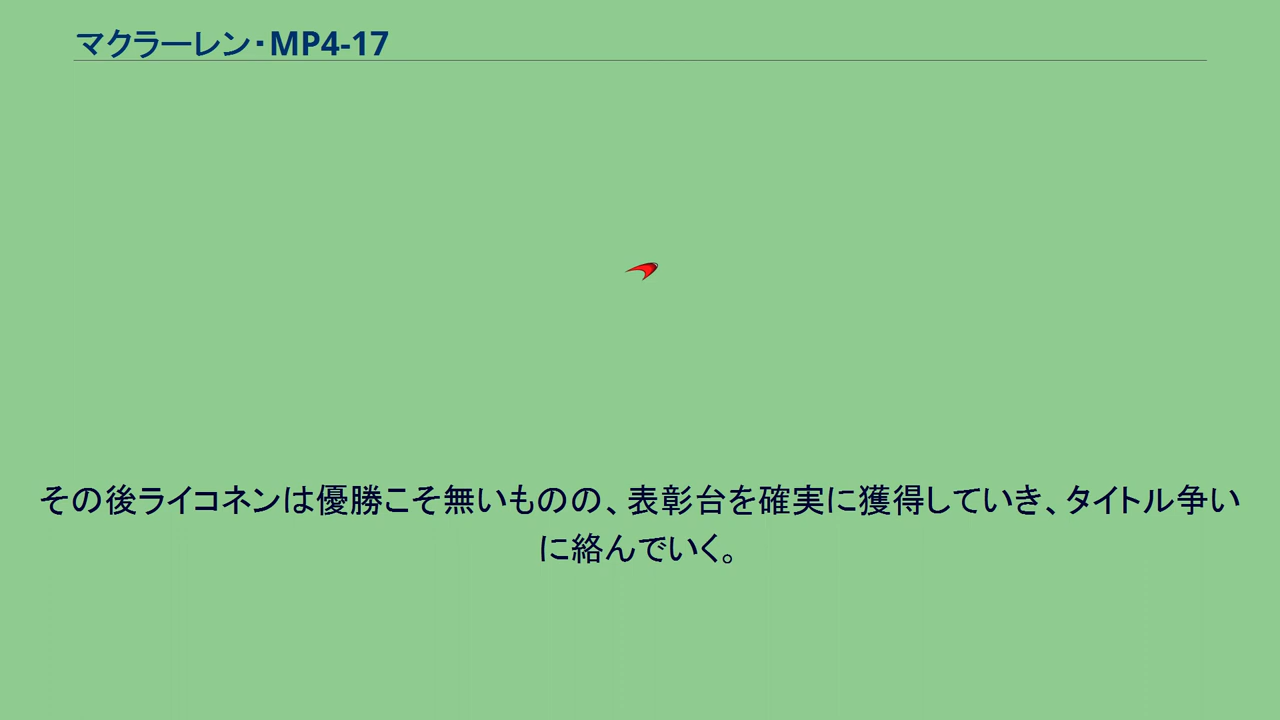 マクラーレン・MP4-17
その後ライコネンは優勝こそ無いものの、表彰台を確実に獲得していき、タイトル争い
に絡んでいく。